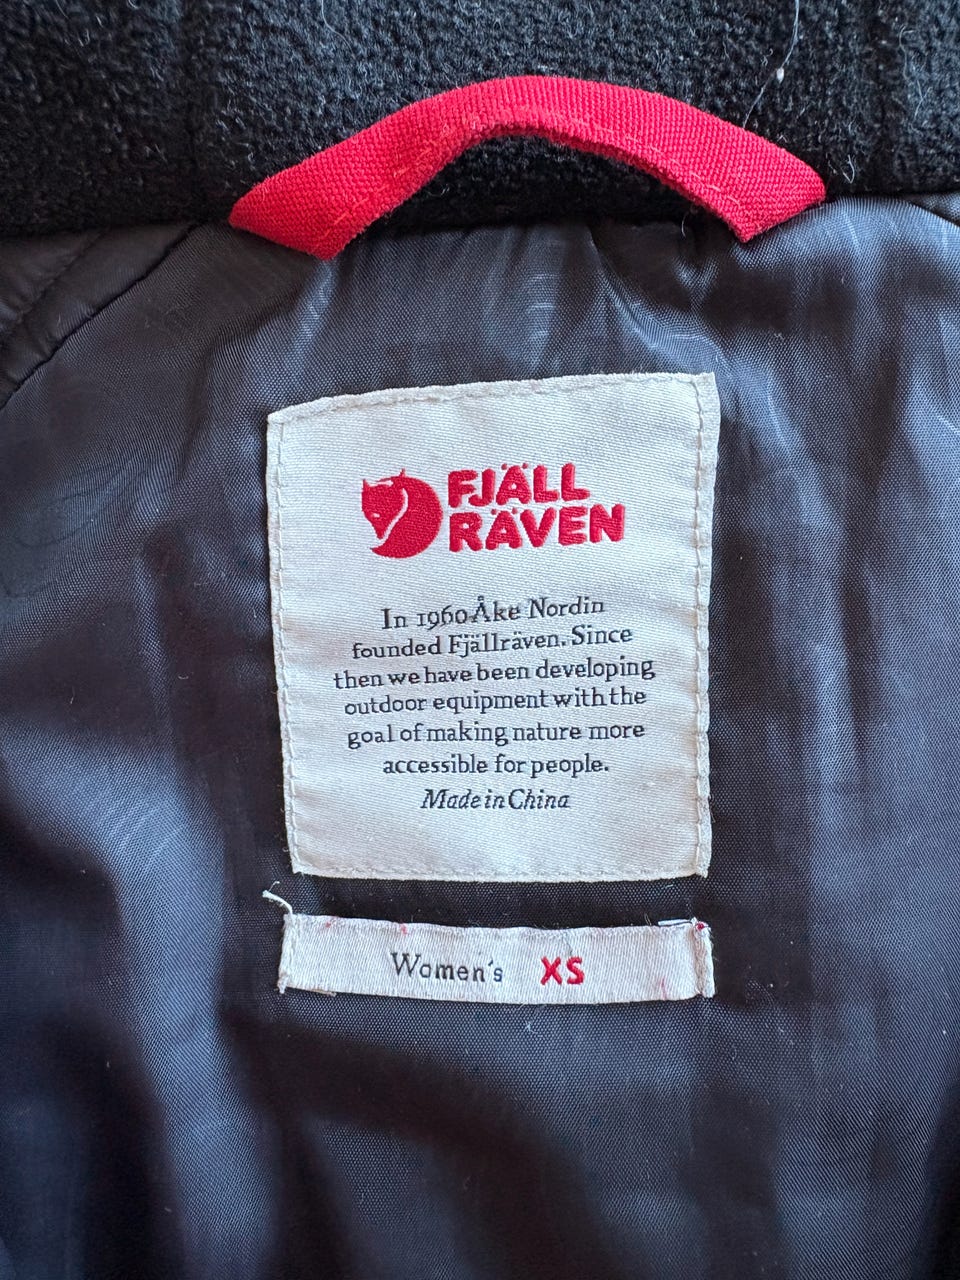 FJÄLL
RÄVEN
In 1960 Åke Nordin
founded Fjällräven. Since
then we have been developing
outdoor equipment with the
goal of making nature more
accessible for people.
Made in China
Women's XS